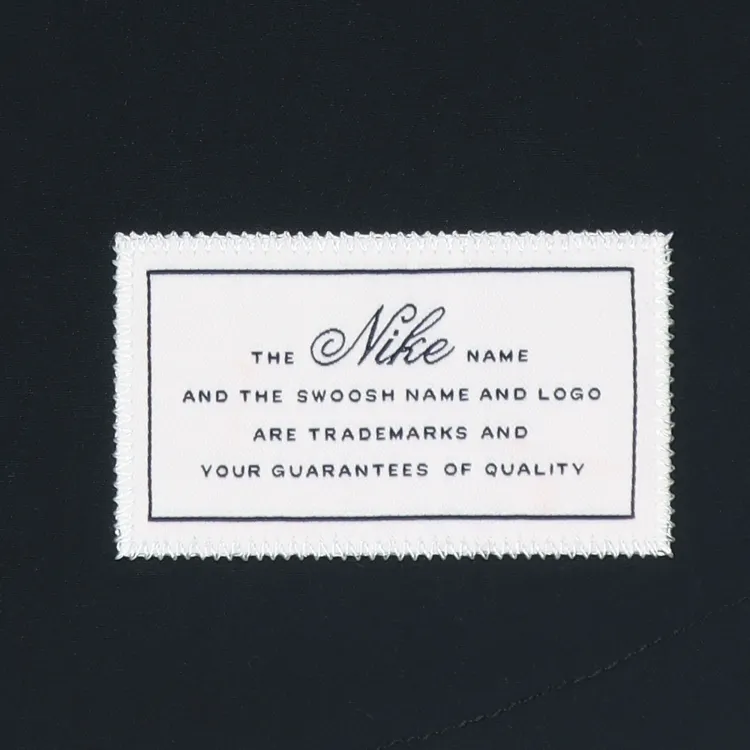 THE Nike NAME
AND THE SWOOSH NAME AND LOGO
ARE TRADEMARKS AND
YOUR GUARANTEES OF QUALITY